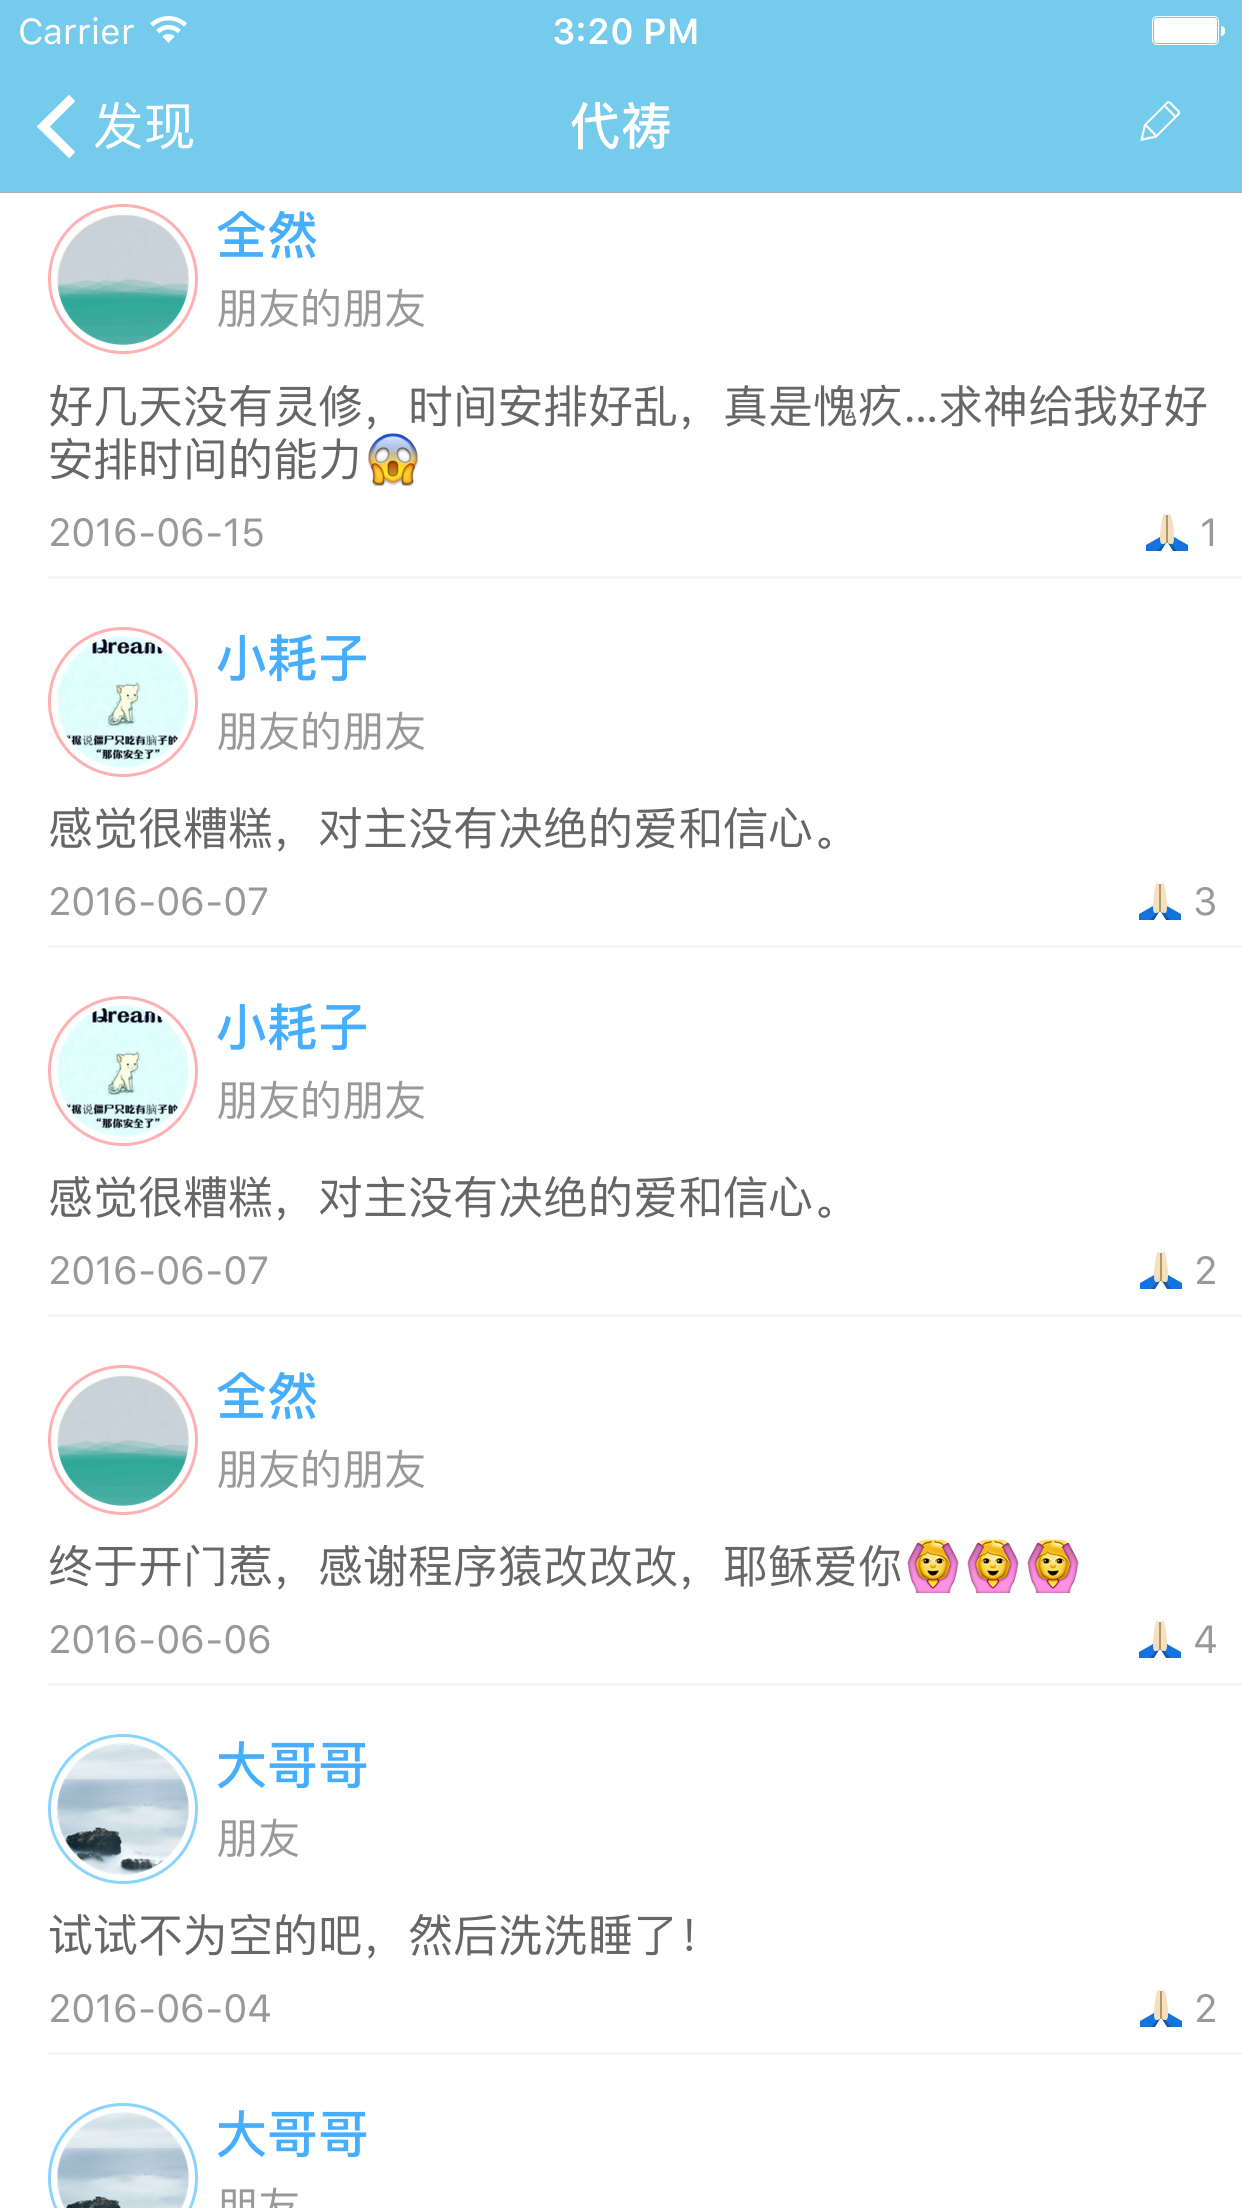 Carrier 3:20 PM
发现 代祷
全然
朋友的朋友
好几天没有灵修，时间安排好乱，真是愧疚...求神给我好好
安排时间的能力😱
2016-06-15 🙏🏻 1
Dream
“据说僵尸只吃有脑子的
“那你安全了”
小耗子
朋友的朋友
感觉很糟糕，对主没有决绝的爱和信心。
2016-06-07 🙏🏻 3
Dream
“据说僵尸只吃有脑子的
“那你安全了”
小耗子
朋友的朋友
感觉很糟糕，对主没有决绝的爱和信心。
2016-06-07 🙏🏻 2
全然
朋友的朋友
终于开门惹，感谢程序猿改改改，耶稣爱你🙆🙆🙆
2016-06-06 🙏🏻 4
大哥哥
朋友
试试不为空的吧，然后洗洗睡了！
2016-06-04 🙏🏻 2
大哥哥
朋友